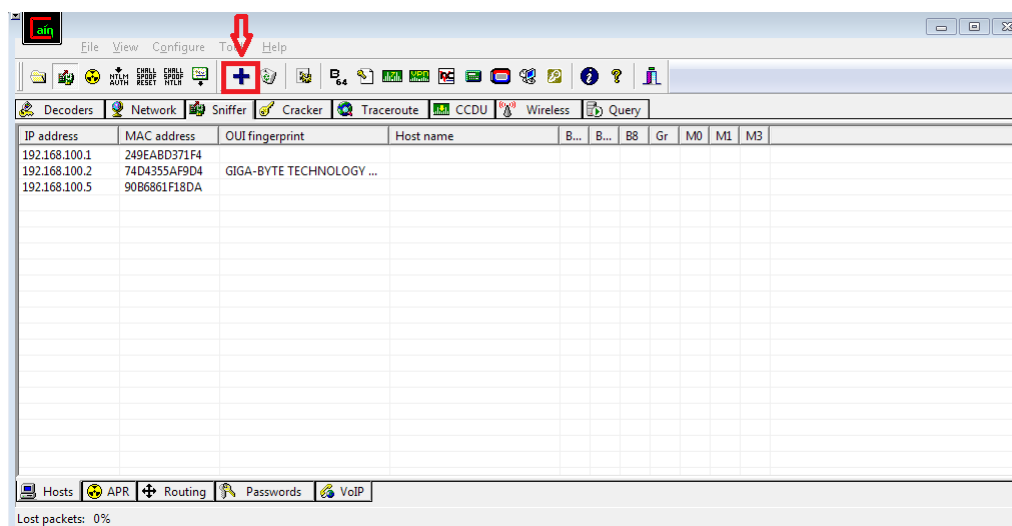 aín
File View Configure Tools Help
NTLM AUTH CHALL SPOOF RESET CHALL SPOOF NTLM B64
Decoders Network Sniffer Cracker Traceroute CCDU Wireless Query
IP address MAC address OUI fingerprint Host name B... B... B8 Gr M0 M1 M3
192.168.100.1 249EABD371F4
192.168.100.2 74D4355AF9D4 GIGA-BYTE TECHNOLOGY ...
192.168.100.5 90B6861F18DA
Hosts APR Routing Passwords VoIP
Lost packets: 0%